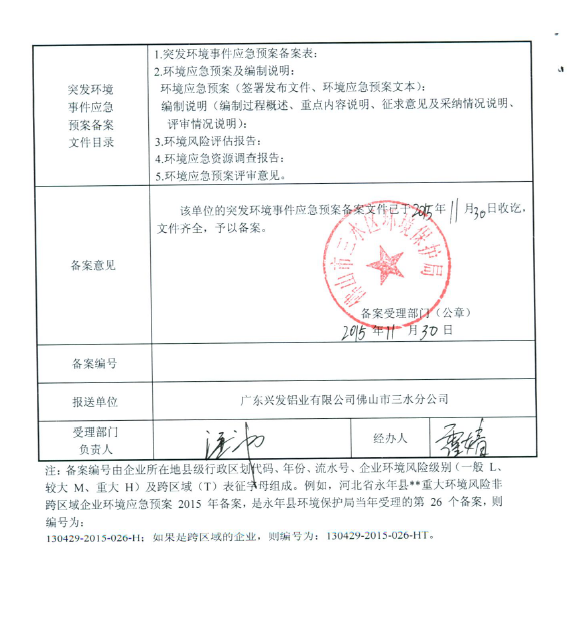 突发环境
事件应急
预案备案
文件目录
1.突发环境事件应急预案备案表;
2.环境应急预案及编制说明;
环境应急预案（签署发布文件、环境应急预案文本）;
编制说明（编制过程概述、重点内容说明、征求意见及采纳情况说明、
评审情况说明）;
3.环境风险评估报告;
4.环境应急资源调查报告;
5.环境应急预案评审意见。
备案意见
该单位的突发环境事件应急预案备案文件已于2015年11月30日收讫，
文件齐全，予以备案。
佛山市三水区环境保护局
备案受理部门（公章）
2015年11月30日
备案编号
报送单位
广东兴发铝业有限公司佛山市三水分公司
受理部门
负责人
经办人
注：备案编号由企业所在地县级行政区划代码、年份、流水号、企业环境风险级别（一般 L、
较大 M、重大 H）及跨区域（T）表征字母组成。例如，河北省永年县**重大环境风险非
跨区域企业环境应急预案 2015 年备案，是永年县环境保护局当年受理的第 26 个备案，则
编号为:
130429-2015-026-H; 如果是跨区域的企业，则编号为: 130429-2015-026-HT。